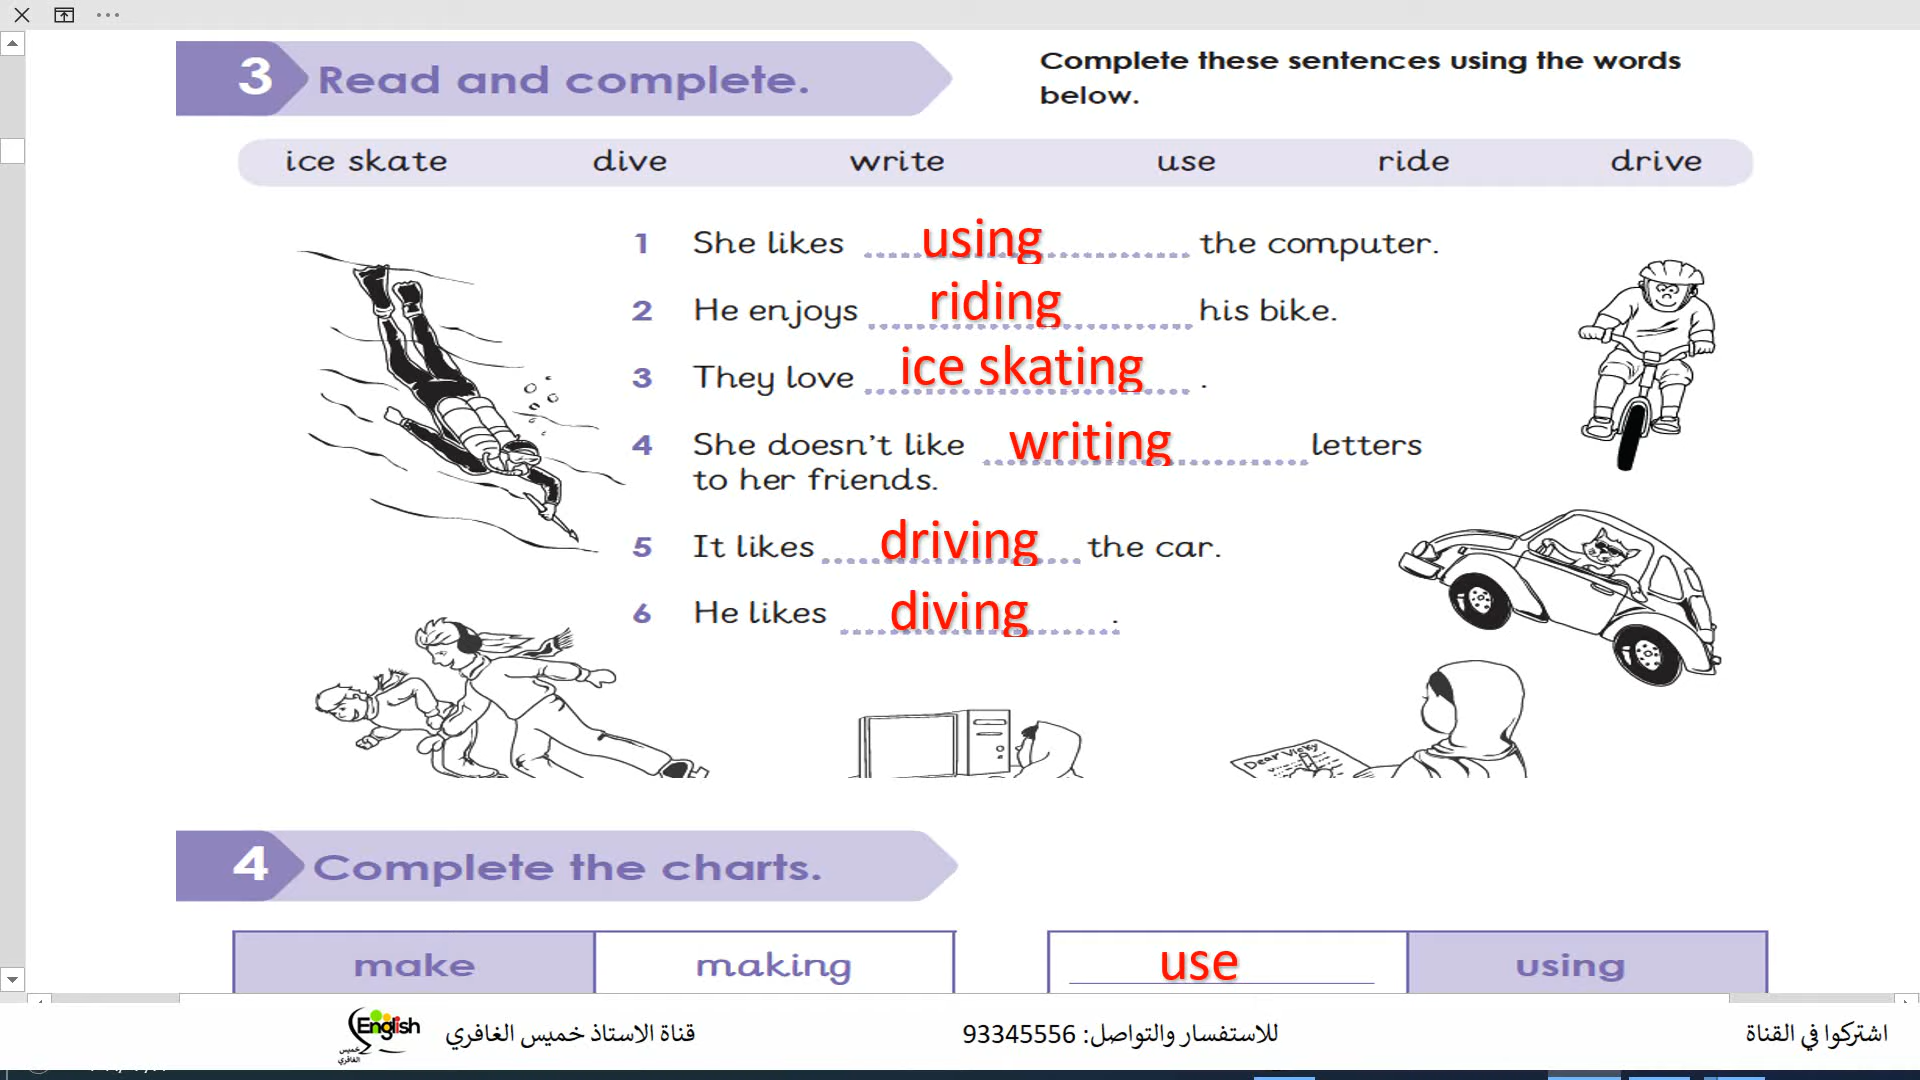 3 Read and complete.
Complete these sentences using the words
below.
ice skate dive write use ride drive
1 She likes using the computer.
2 He enjoys riding his bike.
3 They love ice skating .
4 She doesn't like writing letters
to her friends.
5 It likes driving the car.
6 He likes diving .
Dear Vicky
4 Complete the charts.
make making use using
English
خميس
الغافري
قناة الاستاذ خميس الغافري
للاستفسار والتواصل: 93345556
اشتركوا في القناة